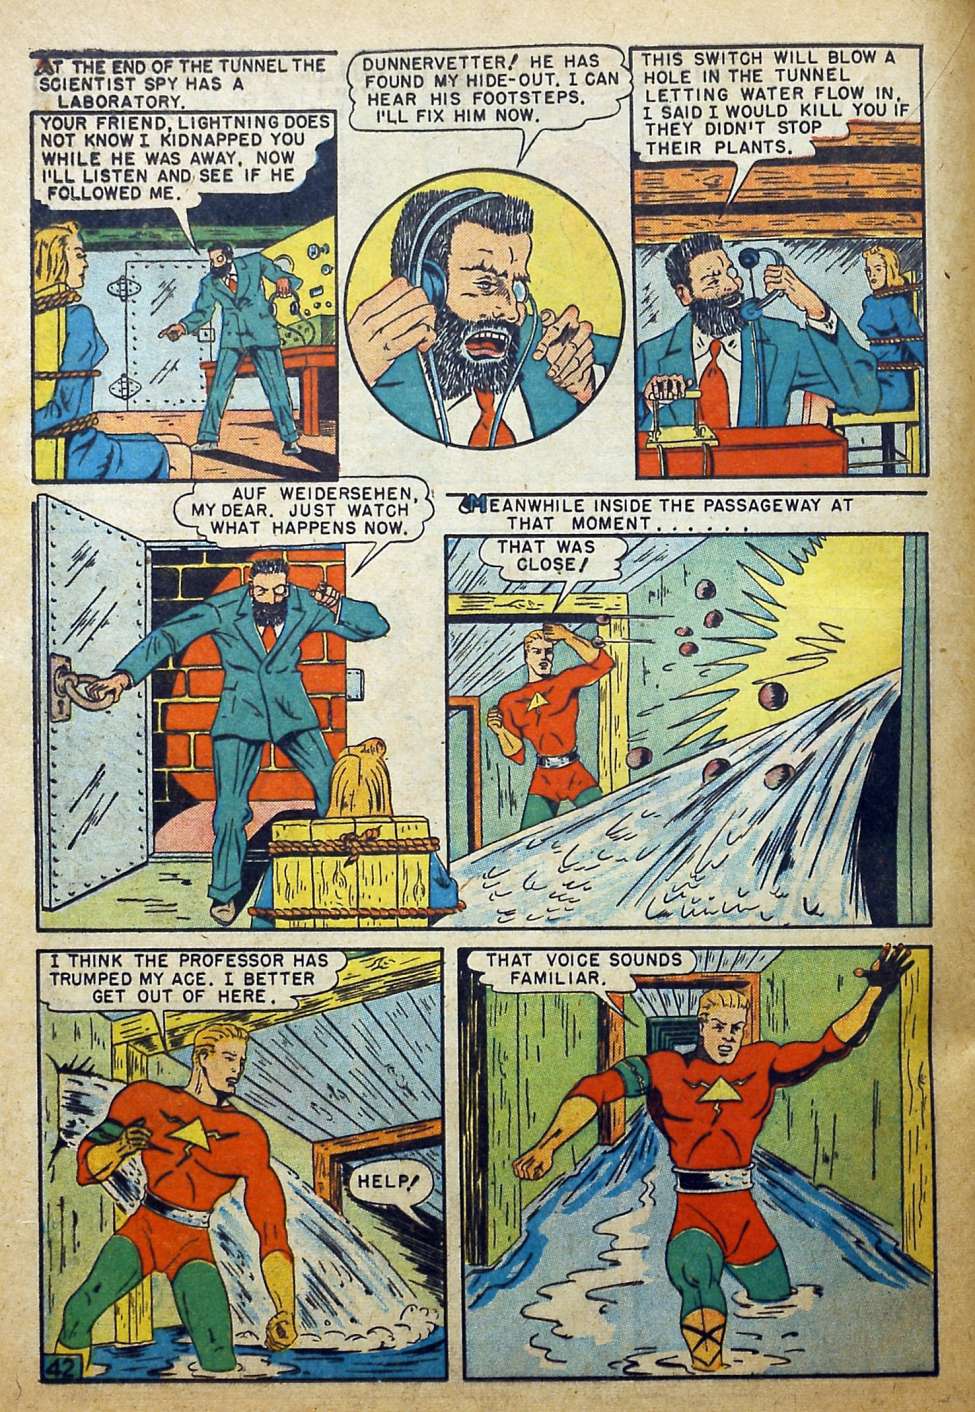 AT THE END OF THE TUNNEL THE
SCIENTIST SPY HAS A
LABORATORY.
YOUR FRIEND, LIGHTNING DOES
NOT KNOW I KIDNAPPED YOU
WHILE HE WAS AWAY. NOW
I'LL LISTEN AND SEE IF HE
FOLLOWED ME.
DUNNERVETTER! HE HAS
FOUND MY HIDE-OUT. I CAN
HEAR HIS FOOTSTEPS.
I'LL FIX HIM NOW.
THIS SWITCH WILL BLOW A
HOLE IN THE TUNNEL
LETTING WATER FLOW IN.
I SAID I WOULD KILL YOU IF
THEY DIDN'T STOP
THEIR PLANTS.
AUF WEIDERSEHEN,
MY DEAR. JUST WATCH
WHAT HAPPENS NOW.
MEANWHILE INSIDE THE PASSAGEWAY AT
THAT MOMENT......
THAT WAS
CLOSE!
I THINK THE PROFESSOR HAS
TRUMPED MY ACE. I BETTER
GET OUT OF HERE.
HELP!
42
THAT VOICE SOUNDS
FAMILIAR.